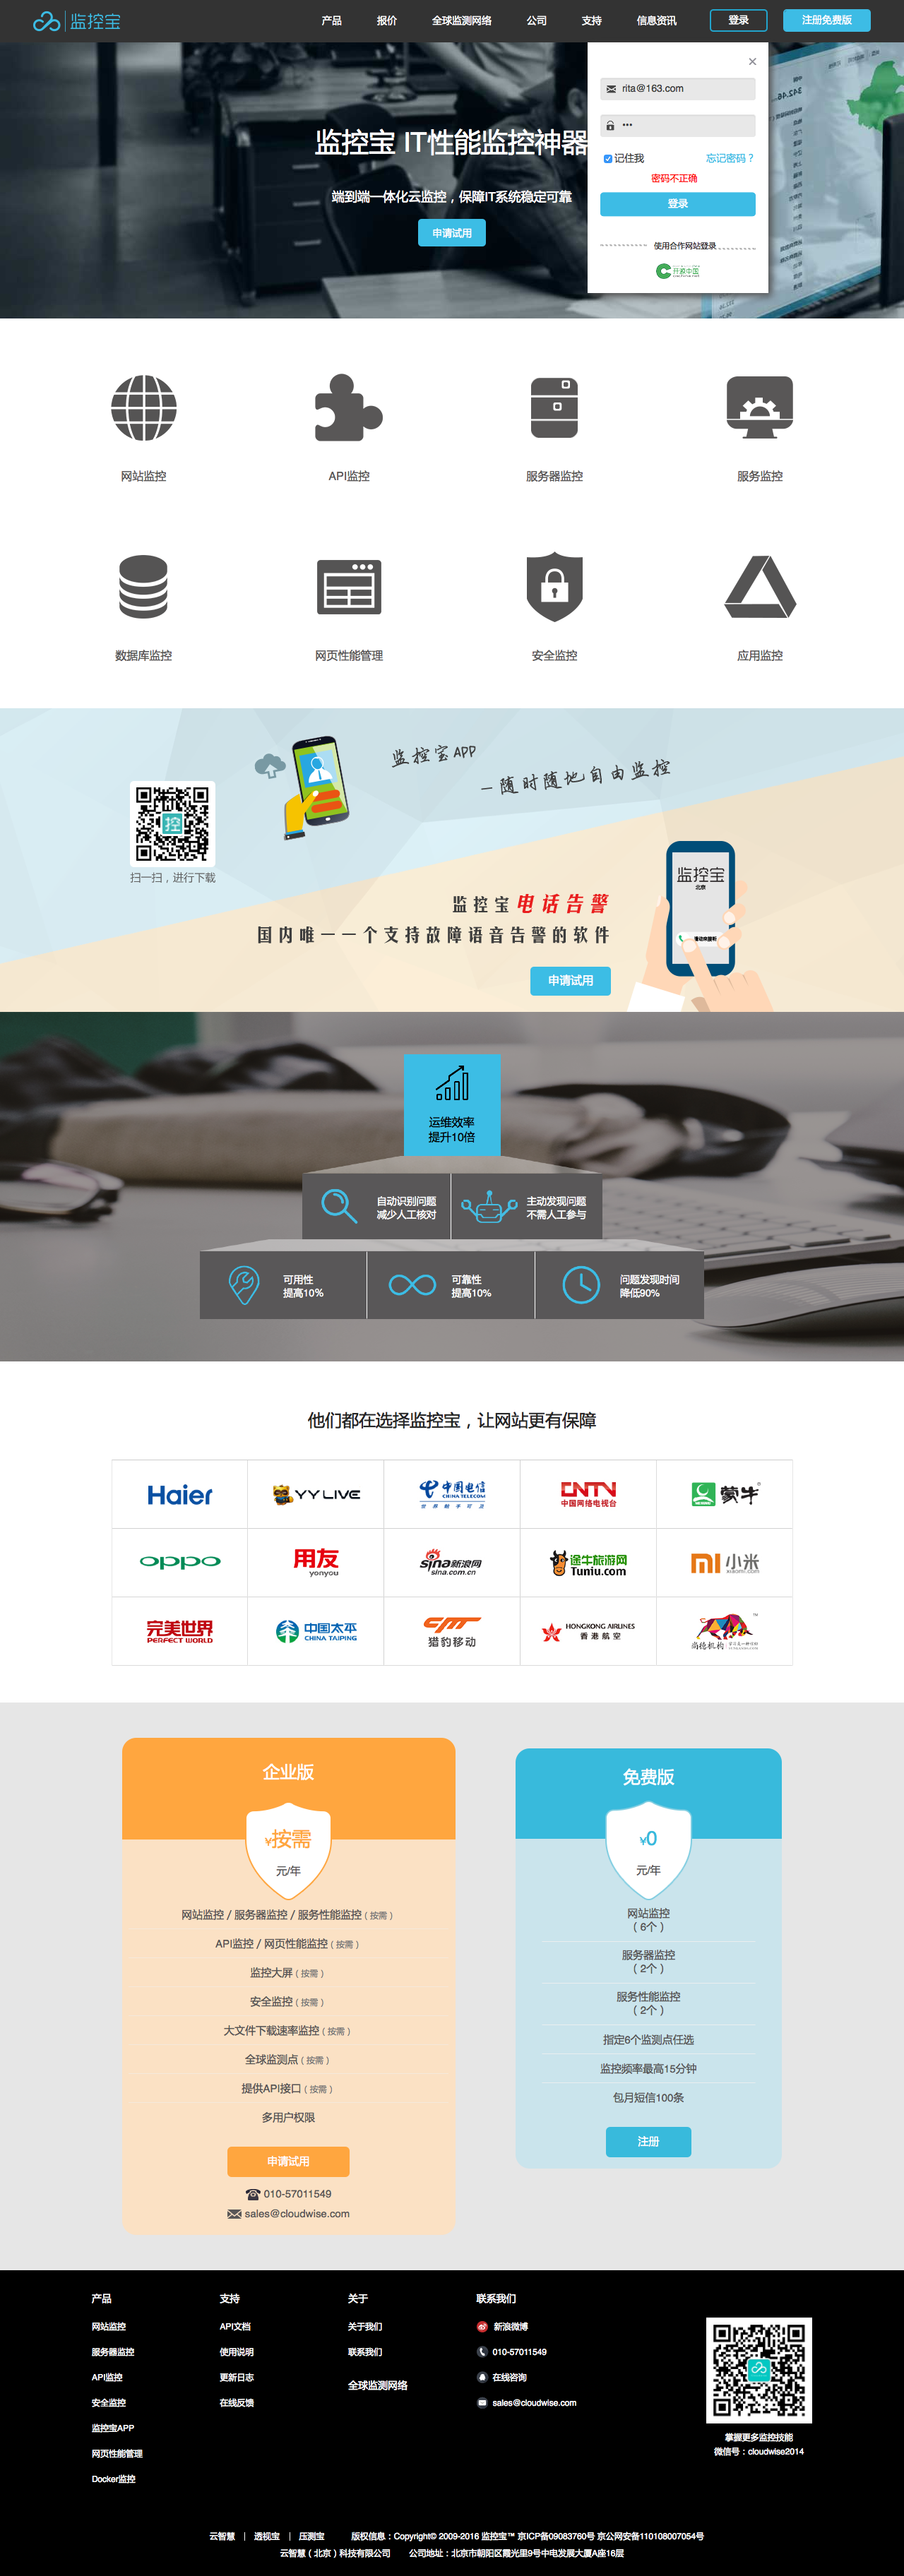 监控宝
产品 报价 全球监测网络 公司 支持 信息资讯 登录 注册免费版
rita@163.com
记住我 忘记密码？
密码不正确
登录
使用合作网站登录
开源中国
监控宝 IT性能监控神器
端到端一体化云监控，保障IT系统稳定可靠
申请试用
342.46
网站监控 API监控 服务器监控 服务监控
数据库监控 网页性能管理 安全监控 应用监控
监控宝APP
—随时随地自由监控
控
扫一扫，进行下载
监控宝
北京
监控宝 电话告警
国内唯一一个支持故障语音告警的软件
申请试用
运维效率
提升10倍
自动识别问题
减少人工核对
主动发现问题
不需人工参与
可用性
提高10%
可靠性
提高10%
问题发现时间
降低90%
他们都在选择监控宝，让网站更有保障
Haier
YY LIVE
中国电信
CHINA TELECOM
世界触手可及
CNTV
中国网络电视台
蒙牛
oppo
用友
yonyou
sina新浪网
sina.com.cn
途牛旅游网
Tuniu.com
小米
xiaomi.com
完美世界
PERFECT WORLD
中国太平
CHINA TAIPING
猎豹移动
HONGKONG AIRLINES
香港航空
尚德机构
企业版
¥按需
元/年
网站监控 / 服务器监控 / 服务性能监控（按需）
API监控 / 网页性能监控（按需）
监控大屏（按需）
安全监控（按需）
大文件下载速率监控（按需）
全球监测点（按需）
提供API接口（按需）
多用户权限
申请试用
010-57011549
sales@cloudwise.com
免费版
¥0
元/年
网站监控
（6个）
服务器监控
（2个）
服务性能监控
（2个）
指定6个监测点任选
监控频率最高15分钟
包月短信100条
注册
产品
网站监控
服务器监控
API监控
安全监控
监控宝APP
网页性能管理
Docker监控
支持
API文档
使用说明
更新日志
在线反馈
关于
关于我们
联系我们
全球监测网络
联系我们
新浪微博
010-57011549
在线咨询
sales@cloudwise.com
掌握更多监控技能
微信号：cloudwise2014
云智慧 | 透视宝 | 压测宝 版权信息：Copyright© 2009-2016 监控宝™ 京ICP备09083760号 京公网安备110108007054号
云智慧（北京）科技有限公司 公司地址：北京市朝阳区霞光里9号中电发展大厦A座16层